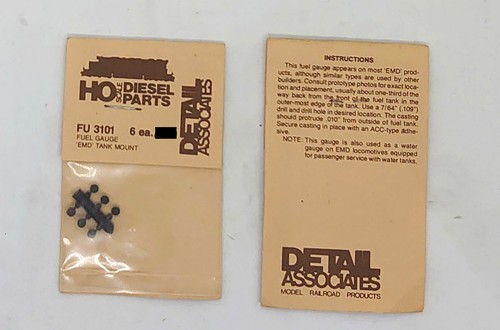 HO SCALE DIESEL
PARTS
DETAIL
ASSOCIATES
FU 3101 6 ea.
FUEL GAUGE
'EMD' TANK MOUNT
INSTRUCTIONS
This fuel gauge appears on most 'EMD' prod-
ucts, although similar types are used by other
builders. Consult prototype photos for exact loca-
tion and placement, usually about one-third of the
way back from the front of the fuel tank in the
outer-most edge of the tank. Use a 7/64" (.109")
drill and drill hole in desired location. The casting
should protrude .010" from outside of fuel tank.
Secure casting in place with an ACC-type adhe-
sive.
NOTE: This gauge is also used as a water
gauge on EMD locomotives equipped
for passenger service with water tanks.
DETAIL
ASSOCIATES
MODEL RAILROAD PRODUCTS